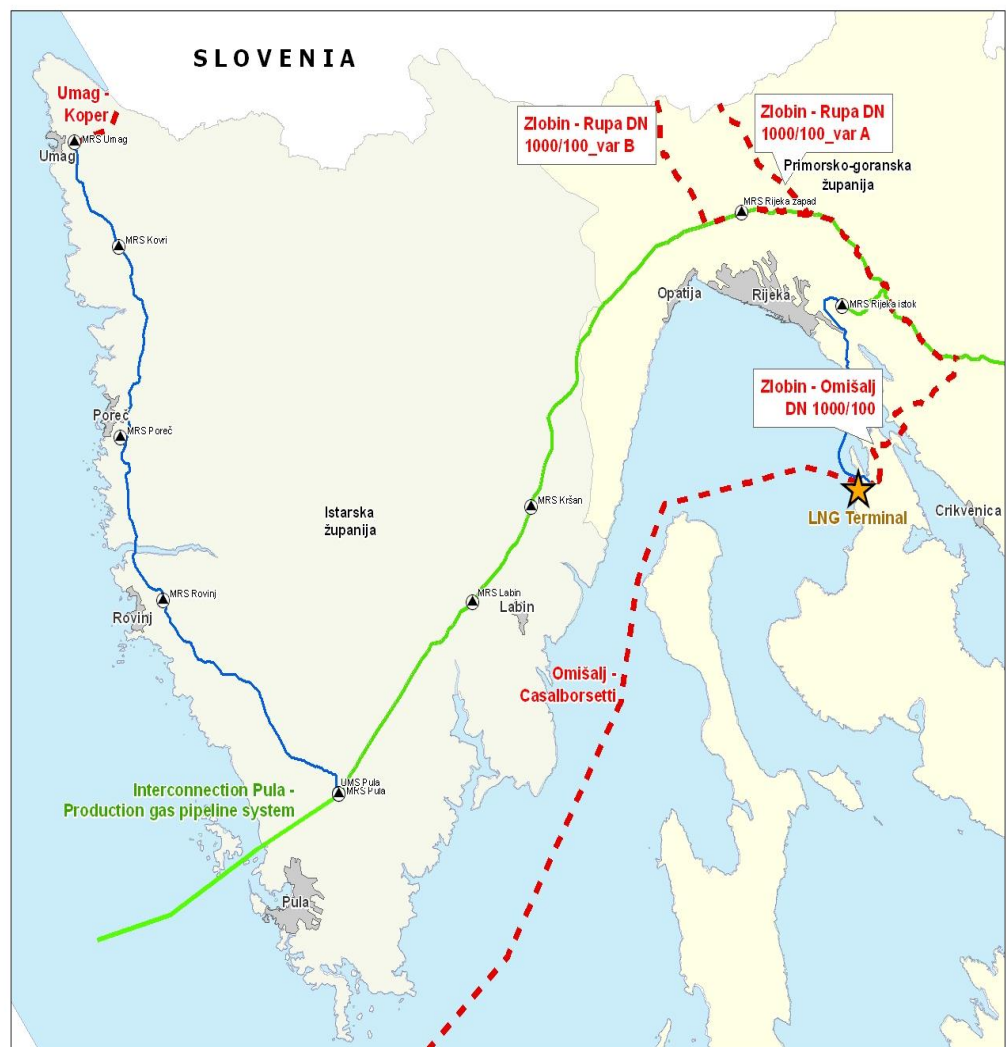 SLOVENIA
Umag -
Koper
MRS Umag
Umag
Zlobin - Rupa DN
1000/100_var B
Zlobin - Rupa DN
1000/100_var A
Primorsko-goranska
županija
MRS Rijeka zapad
MRS Kovri
Opatija
Rijeka
MRS Rijeka istok
Zlobin - Omišalj
DN 1000/100
Poreč
MRS Poreč
LNG Terminal
Crikvenica
Istarska
županija
MRS Kršan
MRS Rovinj
Rovinj
MRS Labin
Labin
Omišalj -
Casalborsetti
UMS Pula
MRS Pula
Interconnection Pula -
Production gas pipeline system
Pula